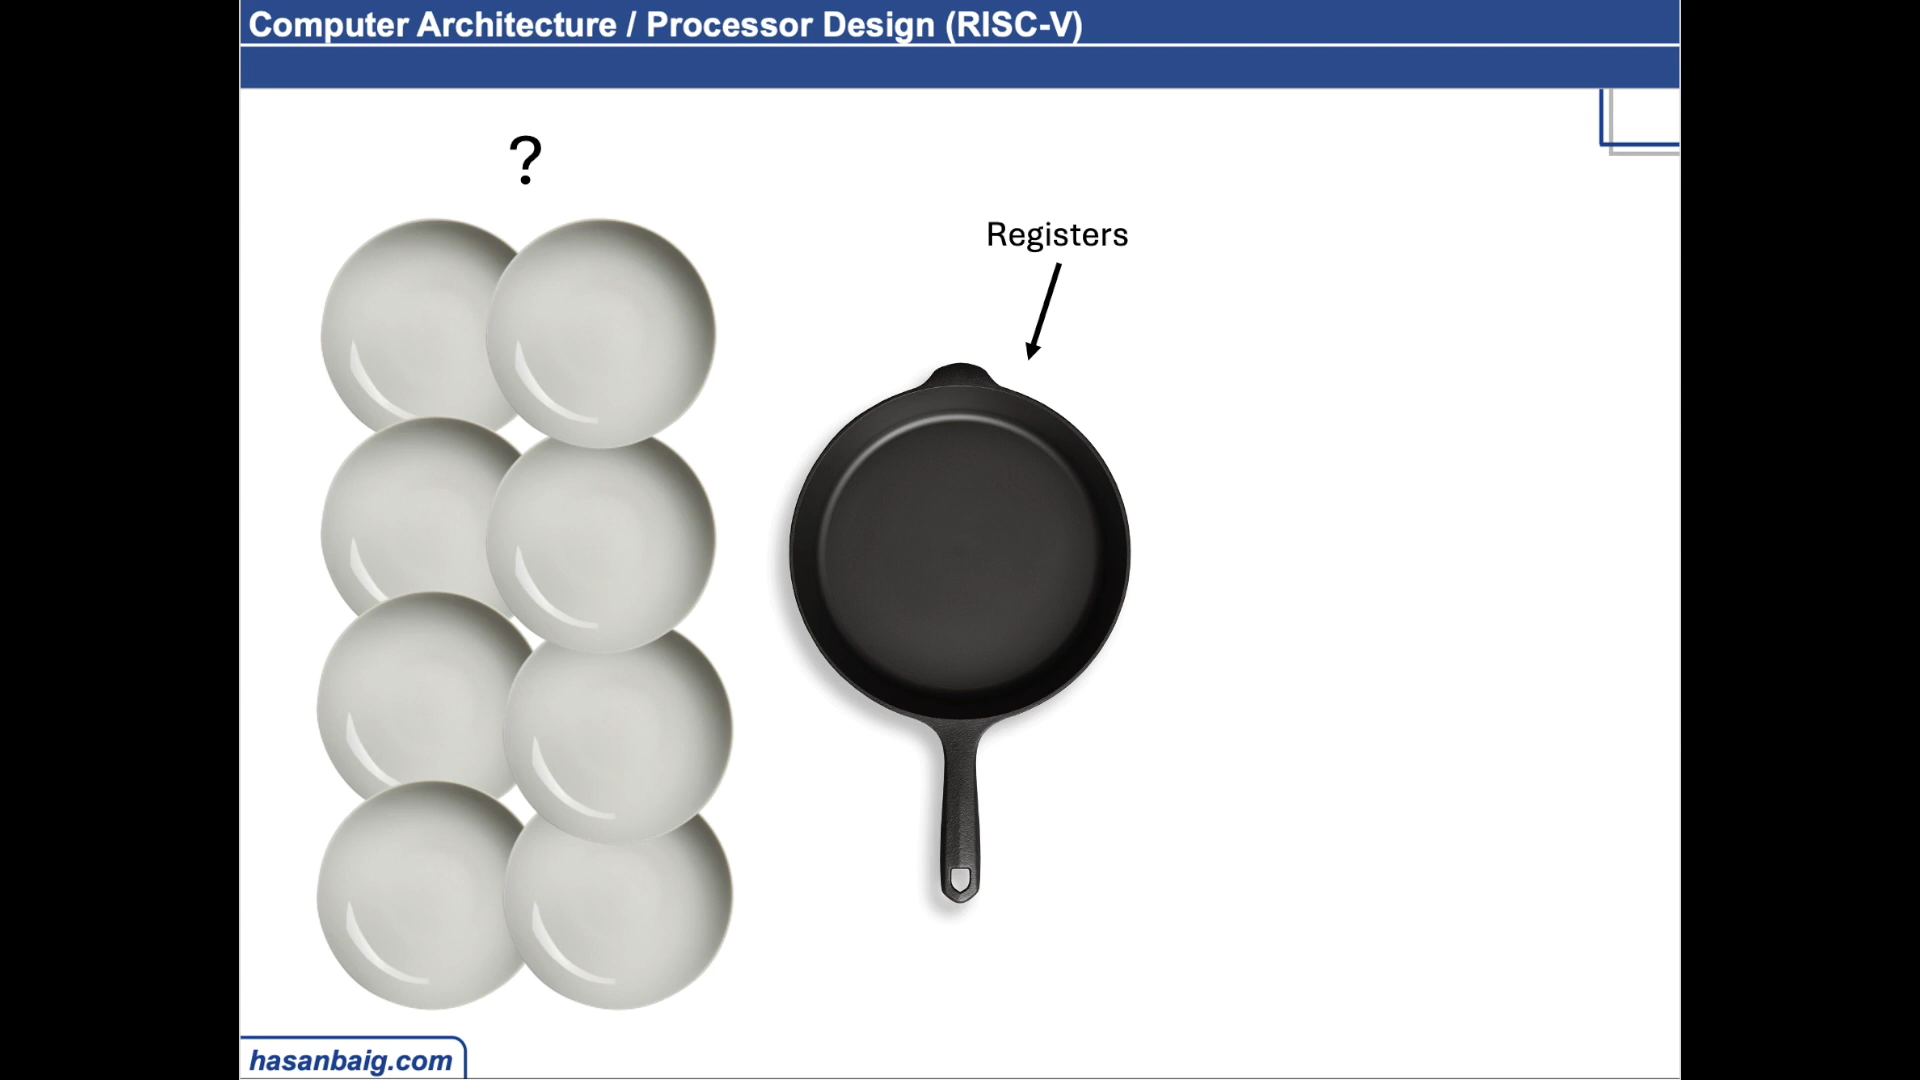 Computer Architecture / Processor Design (RISC-V)
?
Registers
hasanbaig.com